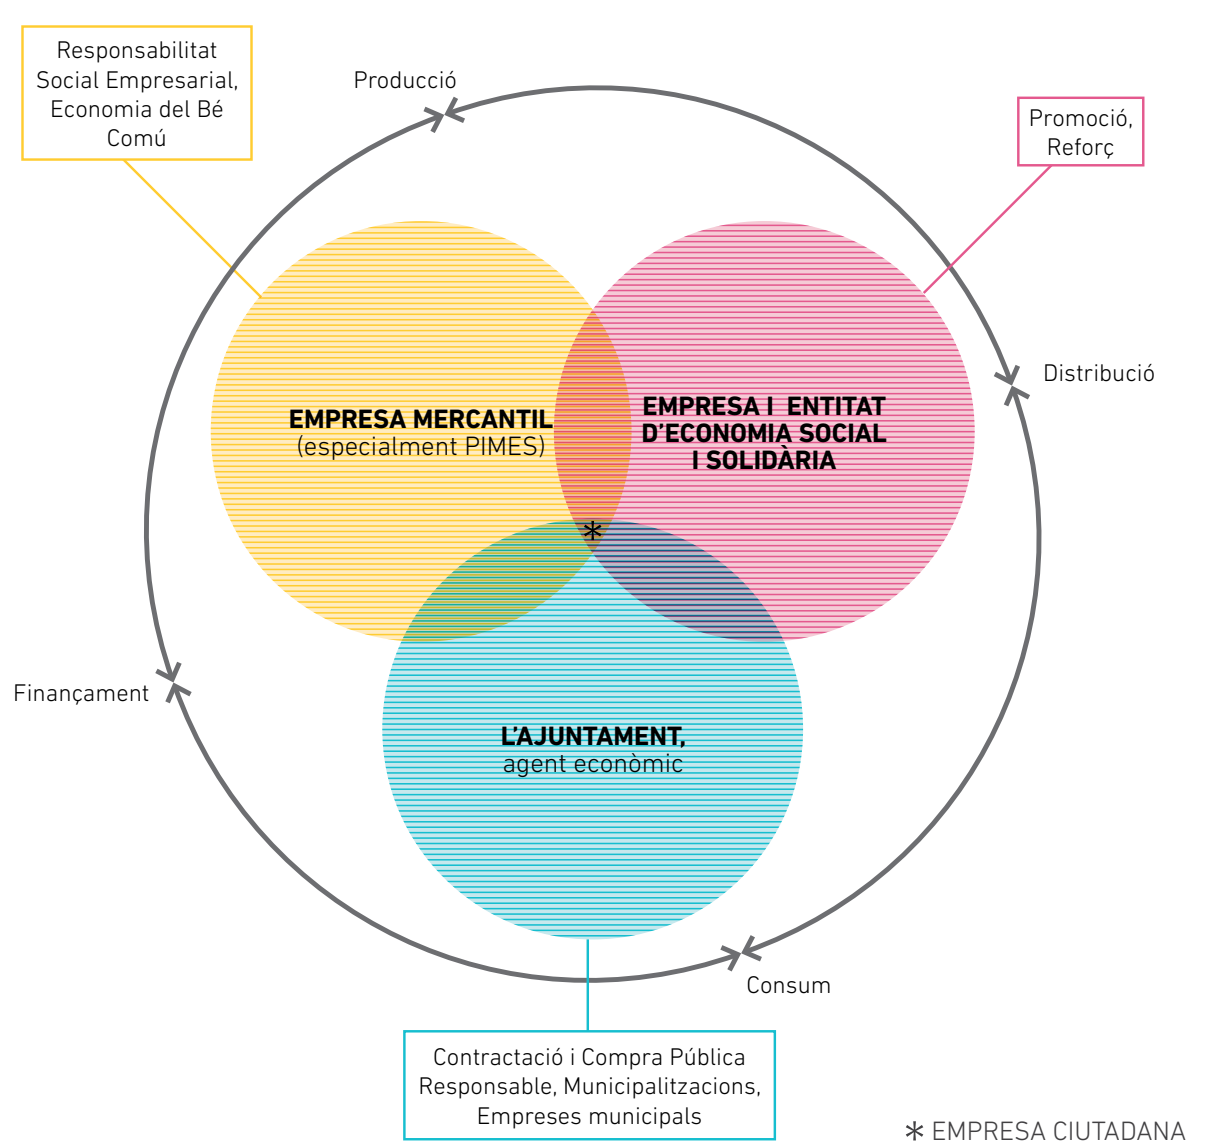 Responsabilitat
Social Empresarial,
Economia del Bé
Comú
Producció
Promoció,
Reforç
Distribució
EMPRESA MERCANTIL
(especialment PIMES)
EMPRESA I ENTITAT
D’ECONOMIA SOCIAL
I SOLIDÀRIA
*
Finançament
L’AJUNTAMENT,
agent econòmic
Consum
Contractació i Compra Pública
Responsable, Municipalitzacions,
Empreses municipals
* EMPRESA CIUTADANA